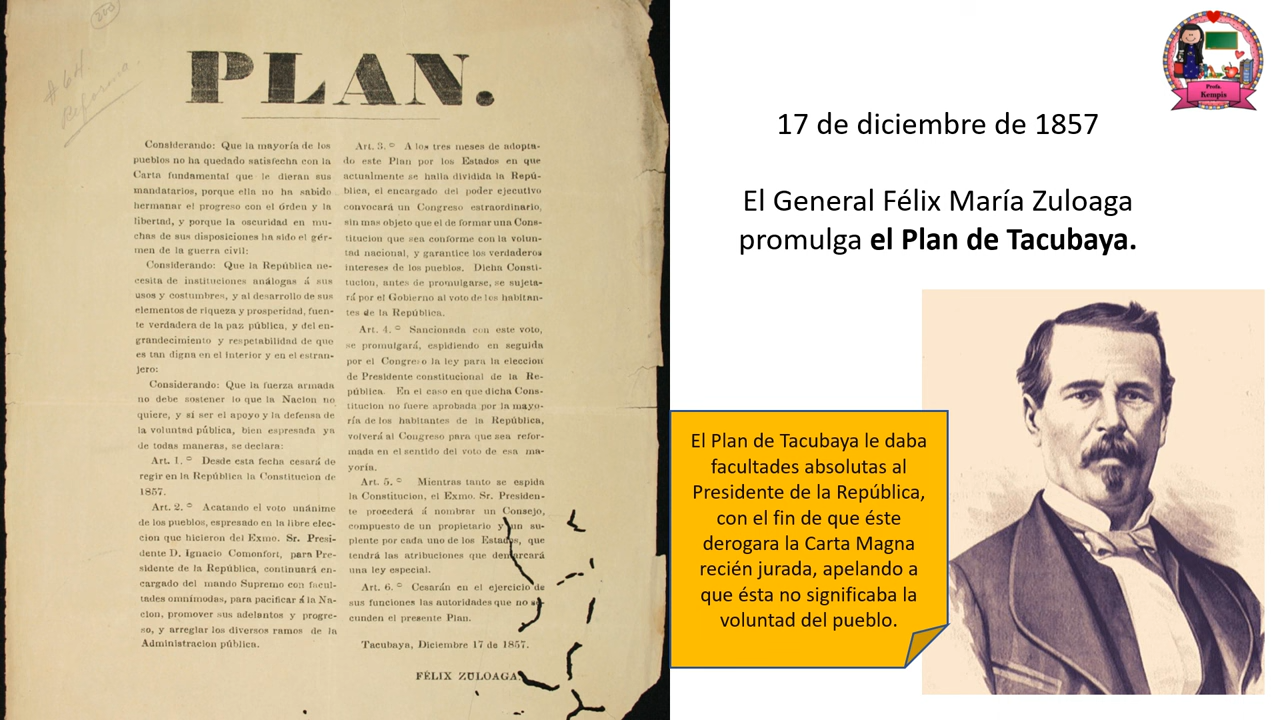 PLAN.
Considerando: Que la mayoría de los
pueblos no ha quedado satisfecha con la
Carta fundamental que le dieran sus
mandatarios, porque ella no ha sabido
hermanar el progreso con el órden y la
libertad, y porque la oscuridad en mu-
chas de sus disposiciones ha sido el gér-
men de la guerra civil:
Considerando: Que la República ne-
cesita de instituciones análogas á sus
usos y costumbres, y al desarrollo de sus
elementos de riqueza y prosperidad, fuen-
te verdadera de la paz pública, y del en-
grandecimiento y respetabilidad de que
es tan digna en el interior y en el estran-
jero:
Considerando: Que la fuerza armada
no debe sostener lo que la Nacion no
quiere, y sí ser el apoyo y la defensa de
la voluntad pública, bien espresada ya
de todas maneras, se declara:
Art. 1.º Desde esta fecha cesará de
regir en la República la Constitucion de
1857.
Art. 2.º Acatando el voto unánime
de los pueblos, espresado en la libre elec-
cion que hicieron del Exmo. Sr. Presi-
dente D. Ignacio Comonfort, para Pre-
sidente de la República, continuará en-
cargado del mando Supremo con facul-
tades omnímodas, para pacificar á la Na-
cion, promover sus adelantos y progre-
so, y arreglar los diversos ramos de la
Administracion pública.
Art. 3.º A los tres meses de adopta-
do este Plan por los Estados en que
actualmente se halla dividida la Repú-
blica, el encargado del poder ejecutivo
convocará un Congreso estraordinario,
sin mas objeto que el de formar una Cons-
titucion que sea conforme con la volun-
tad nacional, y garantice los verdaderos
intereses de los pueblos. Dicha Consti-
tucion, antes de promulgarse, se sujeta-
rá por el Gobierno al voto de los habitan-
tes de la República.
Art. 4.º Sancionada con este voto,
se promulgará, espidiendo en seguida
por el Congreso la ley para la eleccion
de Presidente constitucional de la Re-
pública. En el caso en que dicha Cons-
titucion no fuere aprobada por la mayo-
ría de los habitantes de la República,
volverá al Congreso para que sea refor-
mada en el sentido del voto de esa ma-
yoría.
Art. 5.º Mientras tanto se espida
la Constitucion, el Exmo. Sr. Presiden-
te procederá á nombrar un Consejo,
compuesto de un propietario y un su-
plente por cada uno de los Estados, que
tendrá las atribuciones que demarcará
una ley especial.
Art. 6.º Cesarán en el ejercicio de
sus funciones las autoridades que no se-
cunden el presente Plan.
Tacubaya, Diciembre 17 de 1857.
FÉLIX ZULOAGA.
Profa.
Kempis
17 de diciembre de 1857
El General Félix María Zuloaga
promulga el Plan de Tacubaya.
El Plan de Tacubaya le daba
facultades absolutas al
Presidente de la República,
con el fin de que éste
derogara la Carta Magna
recién jurada, apelando a
que ésta no significaba la
voluntad del pueblo.